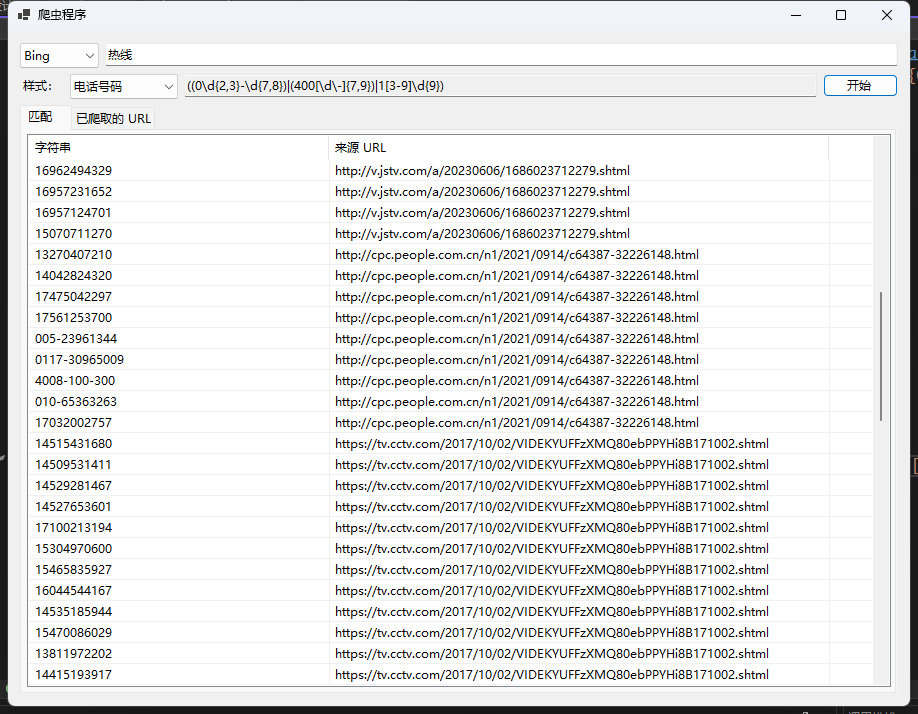 爬虫程序
Bing 热线
样式： 电话号码 ((0\d{2,3}-\d{7,8})|(400[\d\-]{7,9})|1[3-9]\d{9}) 开始
匹配 已爬取的 URL
字符串 来源 URL
16962494329 http://v.jstv.com/a/20230606/1686023712279.shtml
16957231652 http://v.jstv.com/a/20230606/1686023712279.shtml
16957124701 http://v.jstv.com/a/20230606/1686023712279.shtml
15070711270 http://v.jstv.com/a/20230606/1686023712279.shtml
13270407210 http://cpc.people.com.cn/n1/2021/0914/c64387-32226148.html
14042824320 http://cpc.people.com.cn/n1/2021/0914/c64387-32226148.html
17475042297 http://cpc.people.com.cn/n1/2021/0914/c64387-32226148.html
17561253700 http://cpc.people.com.cn/n1/2021/0914/c64387-32226148.html
005-23961344 http://cpc.people.com.cn/n1/2021/0914/c64387-32226148.html
0117-30965009 http://cpc.people.com.cn/n1/2021/0914/c64387-32226148.html
4008-100-300 http://cpc.people.com.cn/n1/2021/0914/c64387-32226148.html
010-65363263 http://cpc.people.com.cn/n1/2021/0914/c64387-32226148.html
17032002757 http://cpc.people.com.cn/n1/2021/0914/c64387-32226148.html
14515431680 https://tv.cctv.com/2017/10/02/VIDEKYUFFzXMQ80ebPPYHi8B171002.shtml
14509531411 https://tv.cctv.com/2017/10/02/VIDEKYUFFzXMQ80ebPPYHi8B171002.shtml
14529281467 https://tv.cctv.com/2017/10/02/VIDEKYUFFzXMQ80ebPPYHi8B171002.shtml
14527653601 https://tv.cctv.com/2017/10/02/VIDEKYUFFzXMQ80ebPPYHi8B171002.shtml
17100213194 https://tv.cctv.com/2017/10/02/VIDEKYUFFzXMQ80ebPPYHi8B171002.shtml
15304970600 https://tv.cctv.com/2017/10/02/VIDEKYUFFzXMQ80ebPPYHi8B171002.shtml
15465835927 https://tv.cctv.com/2017/10/02/VIDEKYUFFzXMQ80ebPPYHi8B171002.shtml
16044544167 https://tv.cctv.com/2017/10/02/VIDEKYUFFzXMQ80ebPPYHi8B171002.shtml
14535185944 https://tv.cctv.com/2017/10/02/VIDEKYUFFzXMQ80ebPPYHi8B171002.shtml
15470086029 https://tv.cctv.com/2017/10/02/VIDEKYUFFzXMQ80ebPPYHi8B171002.shtml
13811972202 https://tv.cctv.com/2017/10/02/VIDEKYUFFzXMQ80ebPPYHi8B171002.shtml
14415193917 https://tv.cctv.com/2017/10/02/VIDEKYUFFzXMQ80ebPPYHi8B171002.shtml